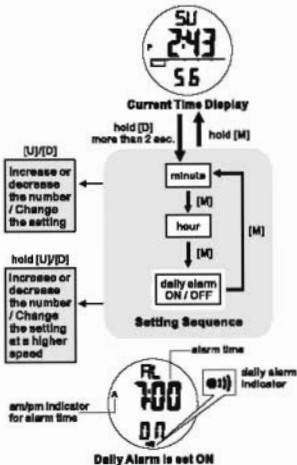 SU
P
2:43
56
Current Time Display
hold [D]
more than 2 sec.
hold [M]
[U]/[D]
Increase or
decrease
the number
/ Change
the setting
minute
[M]
hour
[M]
[M]
hold [U]/[D]
Increase or
decrease
the number
/ Change
the setting
at a higher
speed
daily alarm
ON / OFF
Setting Sequence
alarm time
AL
A
7:00
ON
daily alarm
indicator
am/pm indicator
for alarm time
Daily Alarm is set ON